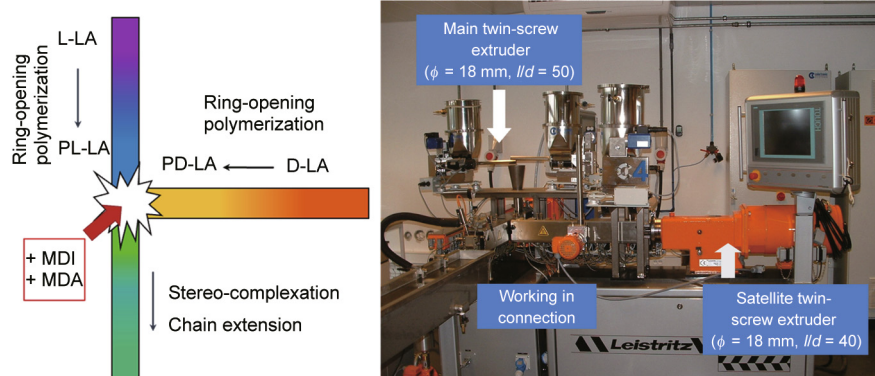 L-LA
Ring-opening
polymerization
PL-LA
Ring-opening
polymerization
PD-LA
D-LA
+ MDI
+ MDA
Stereo-complexation
Chain extension
Main twin-screw
extruder
(ϕ = 18 mm, l/d = 50)
4
Working in
connection
Satellite twin-
screw extruder
(ϕ = 18 mm, l/d = 40)
Leistritz